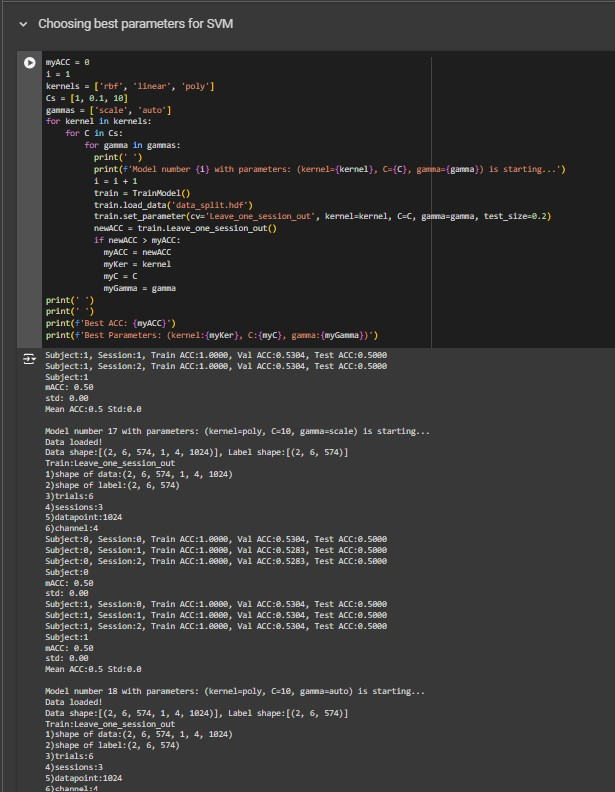 Choosing best parameters for SVM
myACC = 0
i = 1
kernels = ['rbf', 'linear', 'poly']
Cs = [1, 0.1, 10]
gammas = ['scale', 'auto']
for kernel in kernels:
    for C in Cs:
        for gamma in gammas:
          print(' ')
          print(f'Model number {i} with parameters: (kernel={kernel}, C={C}, gamma={gamma}) is starting...')
          i = i + 1
          train = TrainModel()
          train.load_data('data_split.hdf')
          train.set_parameter(cv='Leave_one_session_out', kernel=kernel, C=C, gamma=gamma, test_size=0.2)
          newACC = train.Leave_one_session_out()
          if newACC > myACC:
            myACC = newACC
            myKer = kernel
            myC = C
            myGamma = gamma
print(' ')
print(' ')
print(f'Best ACC: {myACC}')
print(f'Best Parameters: (kernel:{myKer}, C:{myC}, gamma:{myGamma})')
Subject:1, Session:1, Train ACC:1.0000, Val ACC:0.5304, Test ACC:0.5000
Subject:1, Session:2, Train ACC:1.0000, Val ACC:0.5304, Test ACC:0.5000
Subject:1
mACC: 0.50
std: 0.00
Mean ACC:0.5 Std:0.0
Model number 17 with parameters: (kernel=poly, C=10, gamma=scale) is starting...
Data loaded!
Data shape:[(2, 6, 574, 1, 4, 1024)], Label shape:[(2, 6, 574)]
Train:Leave_one_session_out
1)shape of data:(2, 6, 574, 1, 4, 1024)
2)shape of label:(2, 6, 574)
3)trials:6
4)sessions:3
5)datapoint:1024
6)channel:4
Subject:0, Session:0, Train ACC:1.0000, Val ACC:0.5304, Test ACC:0.5000
Subject:0, Session:1, Train ACC:1.0000, Val ACC:0.5283, Test ACC:0.5000
Subject:0, Session:2, Train ACC:1.0000, Val ACC:0.5283, Test ACC:0.5000
Subject:0
mACC: 0.50
std: 0.00
Subject:1, Session:0, Train ACC:1.0000, Val ACC:0.5304, Test ACC:0.5000
Subject:1, Session:1, Train ACC:1.0000, Val ACC:0.5304, Test ACC:0.5000
Subject:1, Session:2, Train ACC:1.0000, Val ACC:0.5304, Test ACC:0.5000
Subject:1
mACC: 0.50
std: 0.00
Mean ACC:0.5 Std:0.0
Model number 18 with parameters: (kernel=poly, C=10, gamma=auto) is starting...
Data loaded!
Data shape:[(2, 6, 574, 1, 4, 1024)], Label shape:[(2, 6, 574)]
Train:Leave_one_session_out
1)shape of data:(2, 6, 574, 1, 4, 1024)
2)shape of label:(2, 6, 574)
3)trials:6
4)sessions:3
5)datapoint:1024
6)channel:4